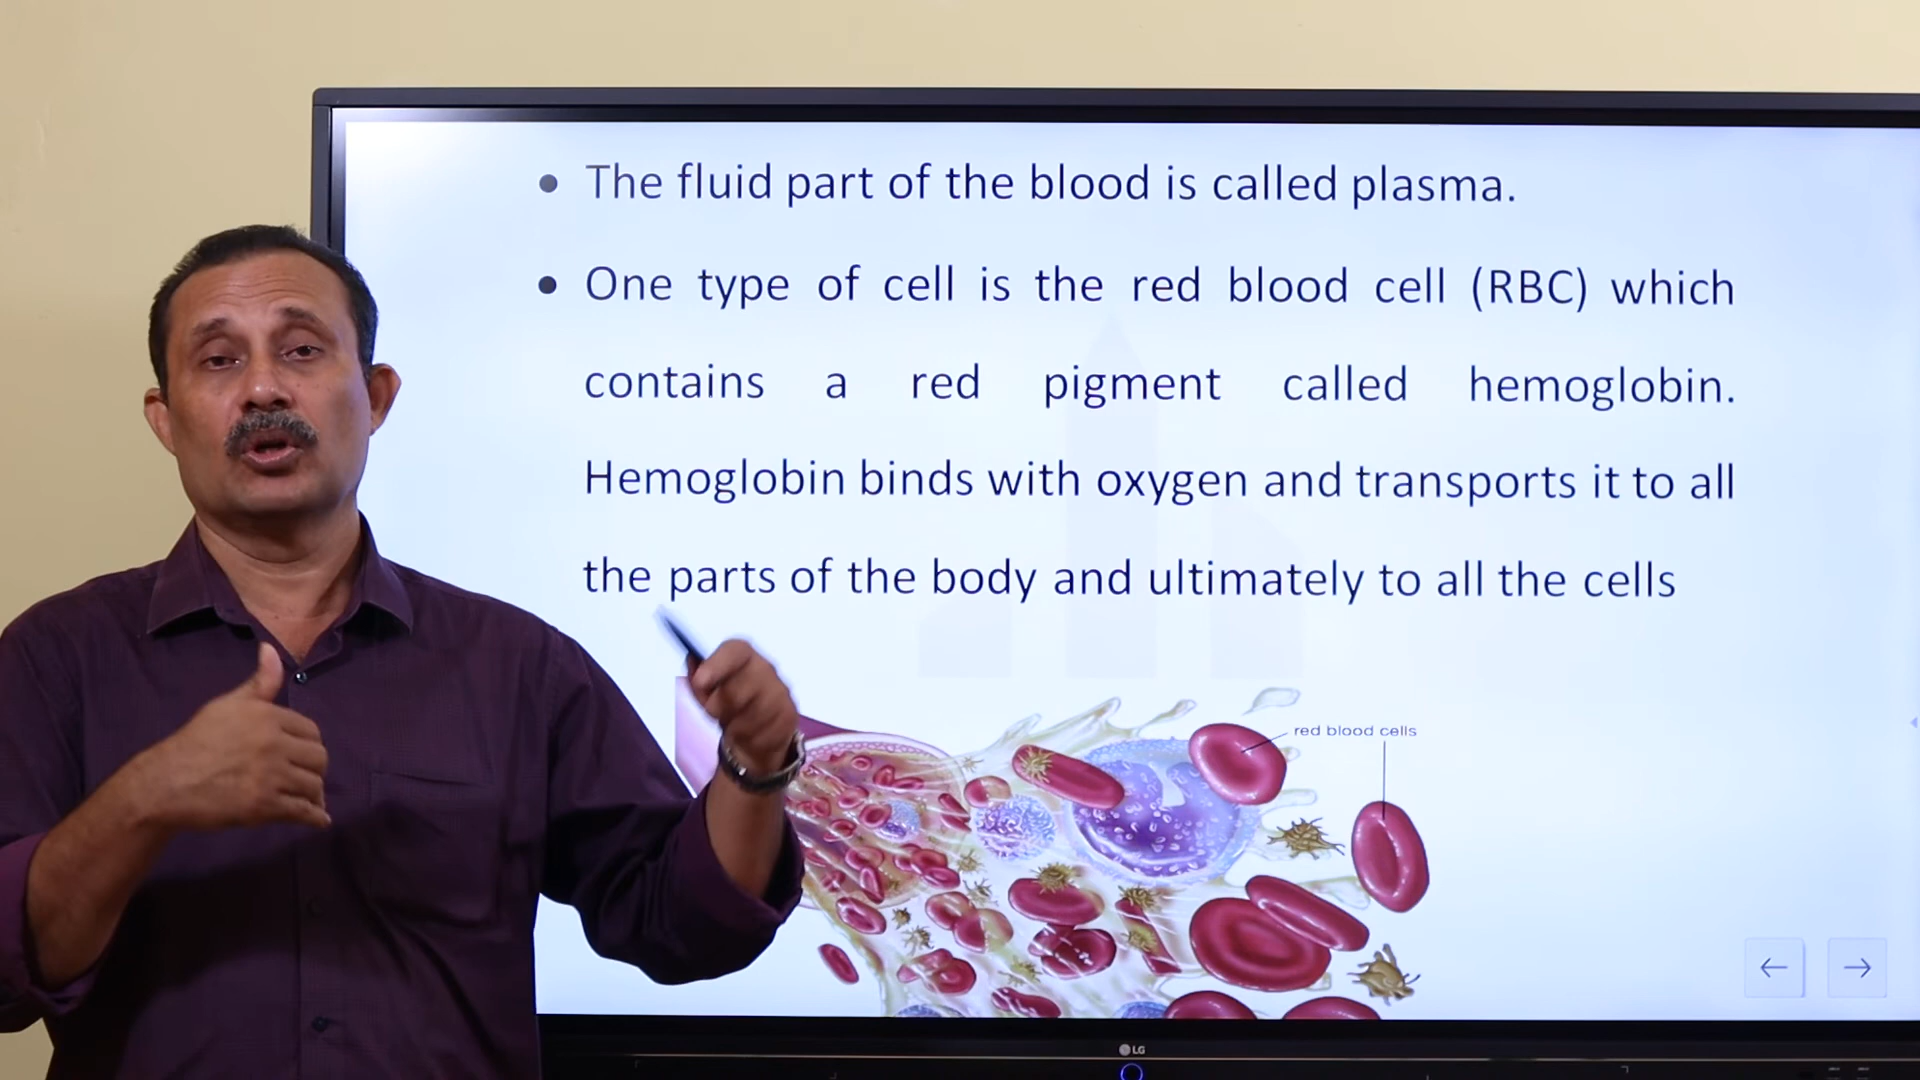 • The fluid part of the blood is called plasma.
• One type of cell is the red blood cell (RBC) which
contains a red pigment called hemoglobin.
Hemoglobin binds with oxygen and transports it to all
the parts of the body and ultimately to all the cells
red blood cells
LG